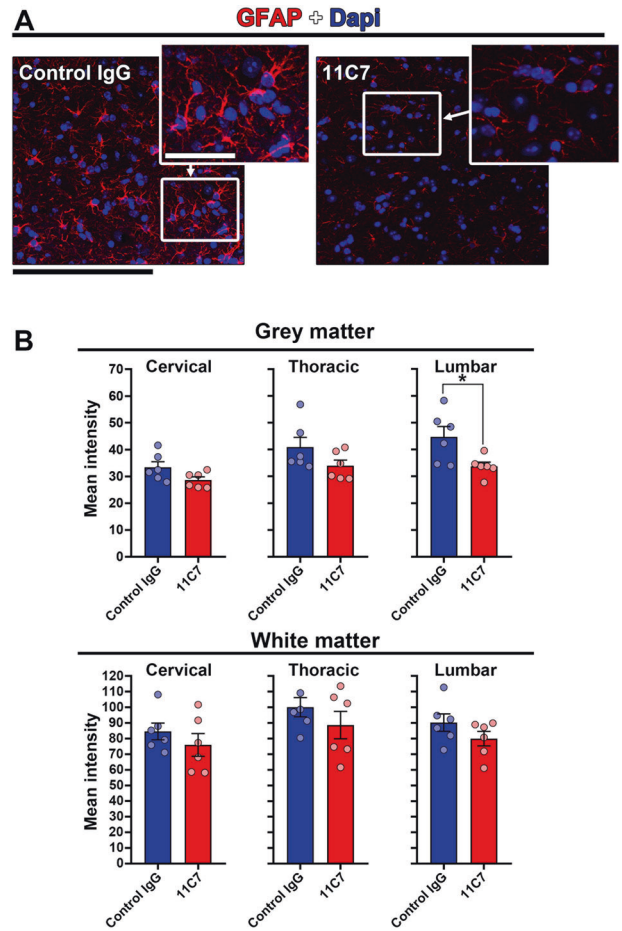 A
GFAP + Dapi
Control IgG
11C7
B
Grey matter
Cervical
Thoracic
Lumbar
Mean intensity
70
60
50
40
30
20
10
0
*
Control IgG
11C7
Control IgG
11C7
Control IgG
11C7
White matter
Cervical
Thoracic
Lumbar
Mean intensity
120
110
100
90
80
70
60
50
40
30
20
10
0
Control IgG
11C7
Control IgG
11C7
Control IgG
11C7